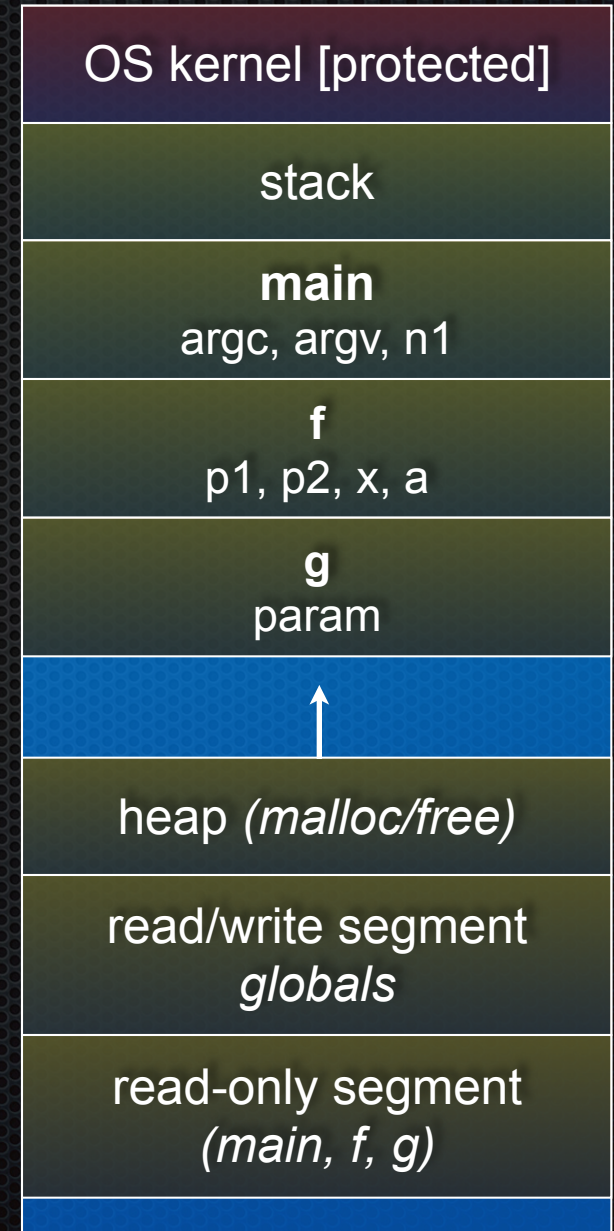 OS kernel [protected]
stack
main
argc, argv, n1
f
p1, p2, x, a
g
param
heap (malloc/free)
read/write segment
globals
read-only segment
(main, f, g)